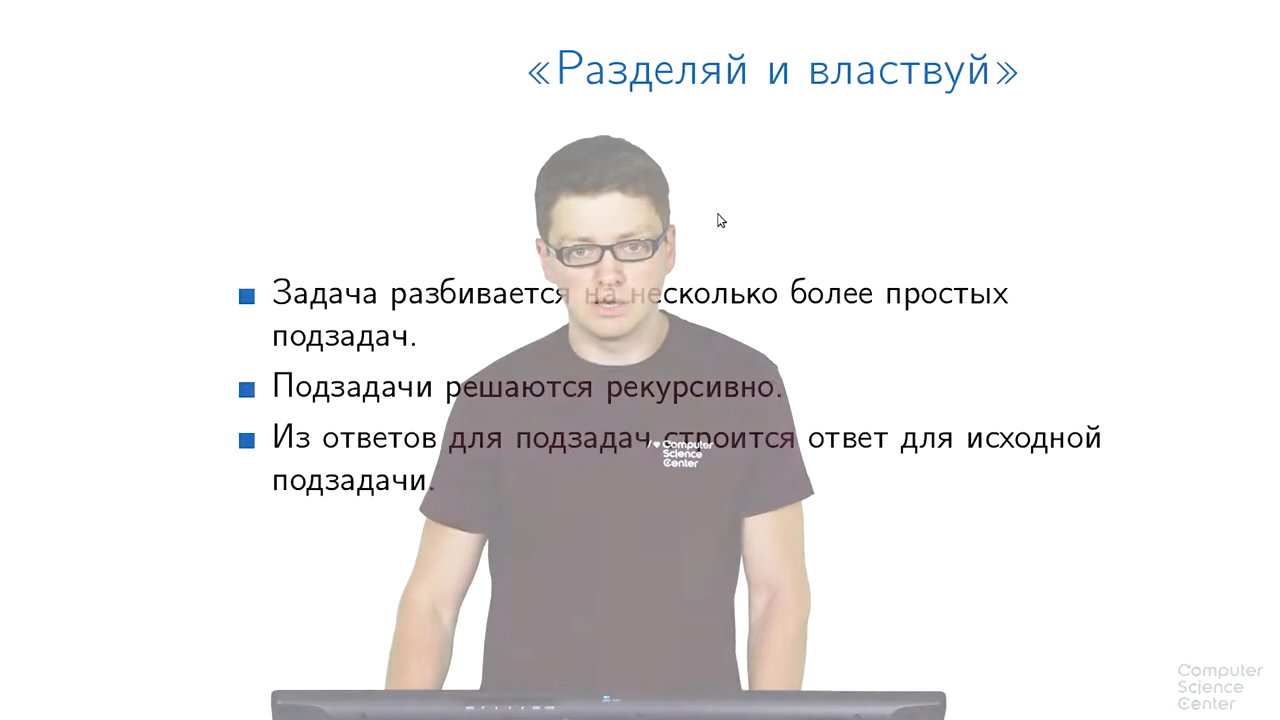 «Разделяй и властвуй»
Задача разбивается на несколько более простых
подзадач.
Подзадачи решаются рекурсивно.
Из ответов для подзадач строится ответ для исходной
подзадачи.
Computer
Science
Center
Computer
Science
Center